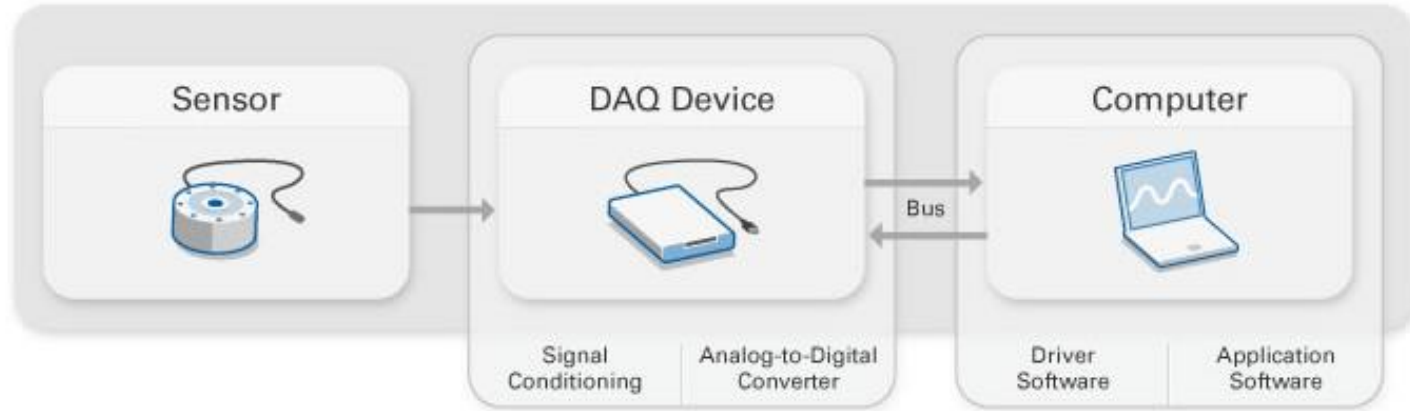 Sensor
DAQ Device
Computer
Bus
Signal
Conditioning
Analog-to-Digital
Converter
Driver
Software
Application
Software